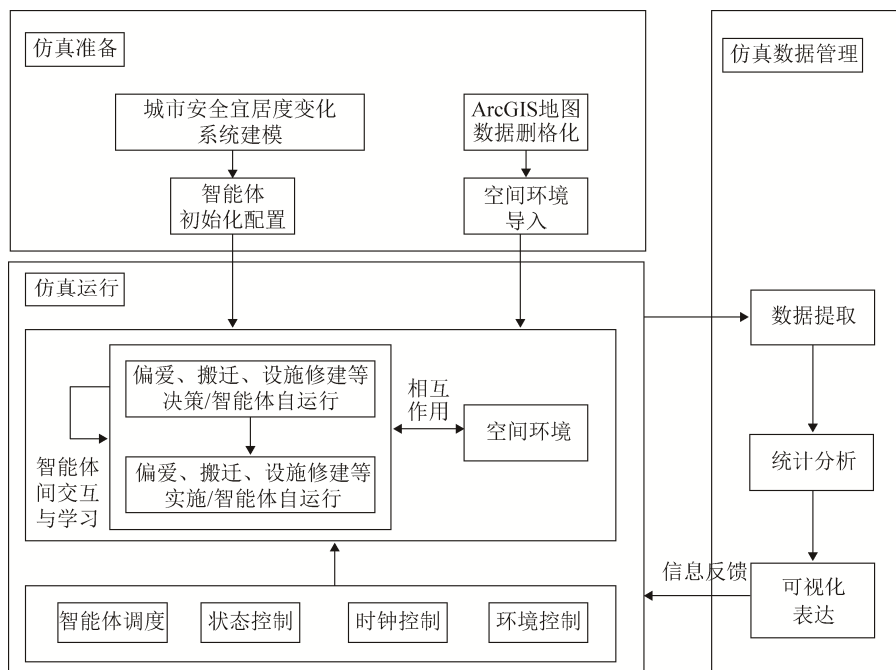 仿真准备
城市安全宜居度变化
系统建模
ArcGIS地图
数据删格化
智能体
初始化配置
空间环境
导入
仿真运行
偏爱、搬迁、设施修建等
决策/智能体自运行
相互
作用
空间环境
智能体
间交互
与学习
偏爱、搬迁、设施修建等
实施/智能体自运行
智能体调度
状态控制
时钟控制
环境控制
仿真数据管理
数据提取
统计分析
信息反馈
可视化
表达